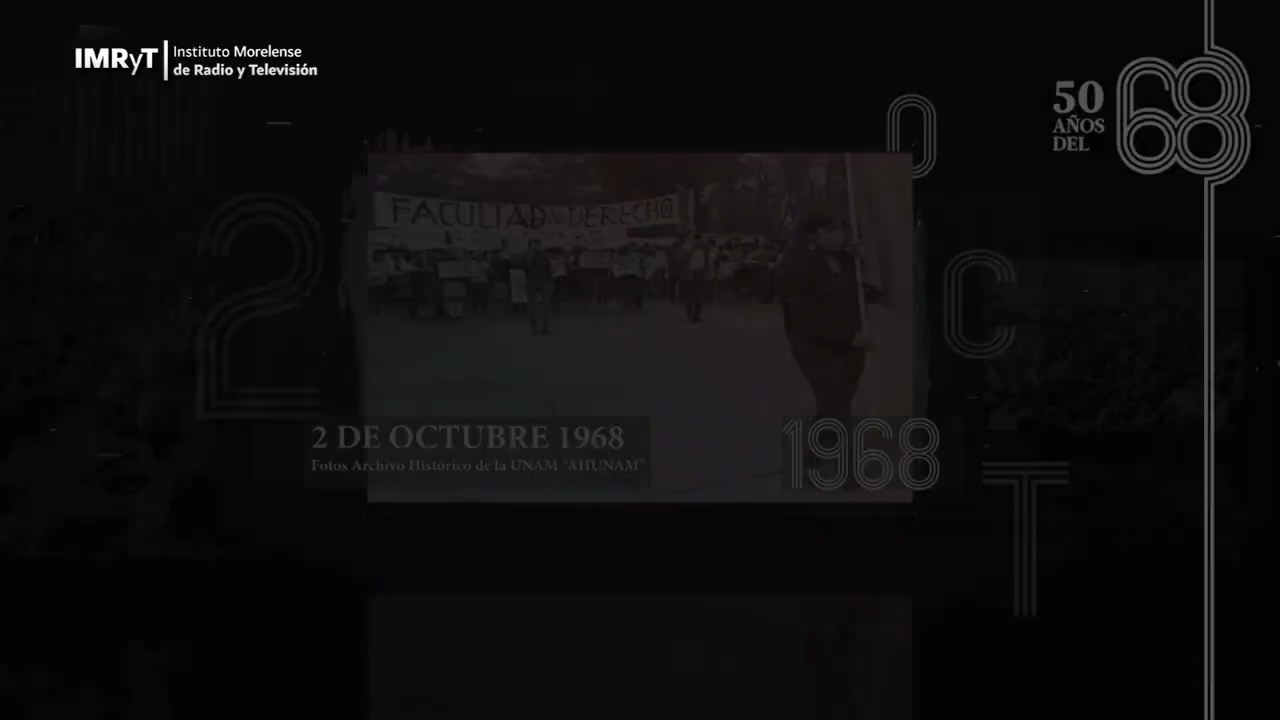 IMRyT
Instituto Morelense
de Radio y Televisión
50
AÑOS
DEL
68
2
O
C
T
FACULTAD DE DERECHO
2 DE OCTUBRE 1968
Fotos Archivo Histórico de la UNAM "AHUNAM"
1968